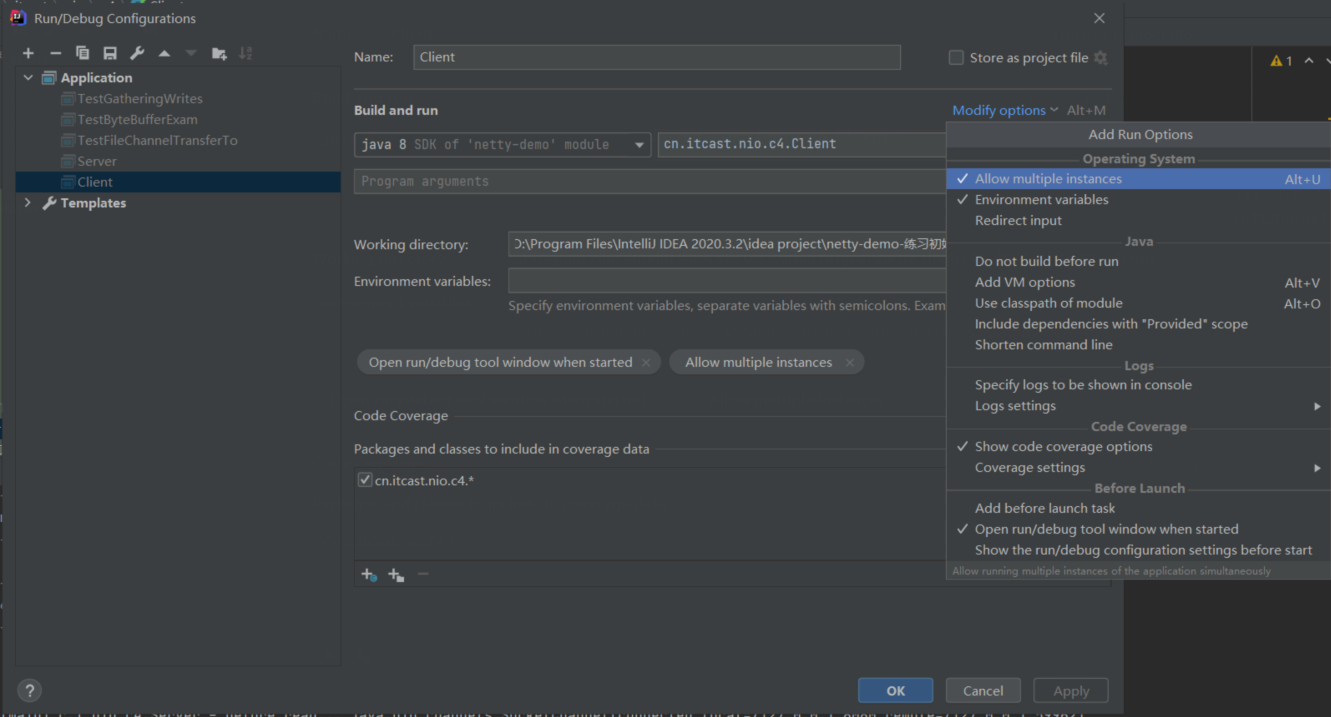 Run/Debug Configurations
Application
TestGatheringWrites
TestByteBufferExam
TestFileChannelTransferTo
Server
Client
Templates
Name:
Client
Store as project file
Build and run
Modify options
Alt+M
java 8 SDK of 'netty-demo' module
cn.itcast.nio.c4.Client
Program arguments
Working directory:
D:\Program Files\IntelliJ IDEA 2020.3.2\idea project\netty-demo-练习初
Environment variables:
Specify environment variables, separate variables with semicolons. Exam
Open run/debug tool window when started
Allow multiple instances
Code Coverage
Packages and classes to include in coverage data
cn.itcast.nio.c4.*
Add Run Options
Operating System
Allow multiple instances Alt+U
Environment variables
Redirect input
Java
Do not build before run
Add VM options Alt+V
Use classpath of module Alt+O
Include dependencies with "Provided" scope
Shorten command line
Logs
Specify logs to be shown in console
Logs settings
Code Coverage
Show code coverage options
Coverage settings
Before Launch
Add before launch task
Open run/debug tool window when started
Show the run/debug configuration settings before start
Allow running multiple instances of the application simultaneously
1
?
OK
Cancel
Apply